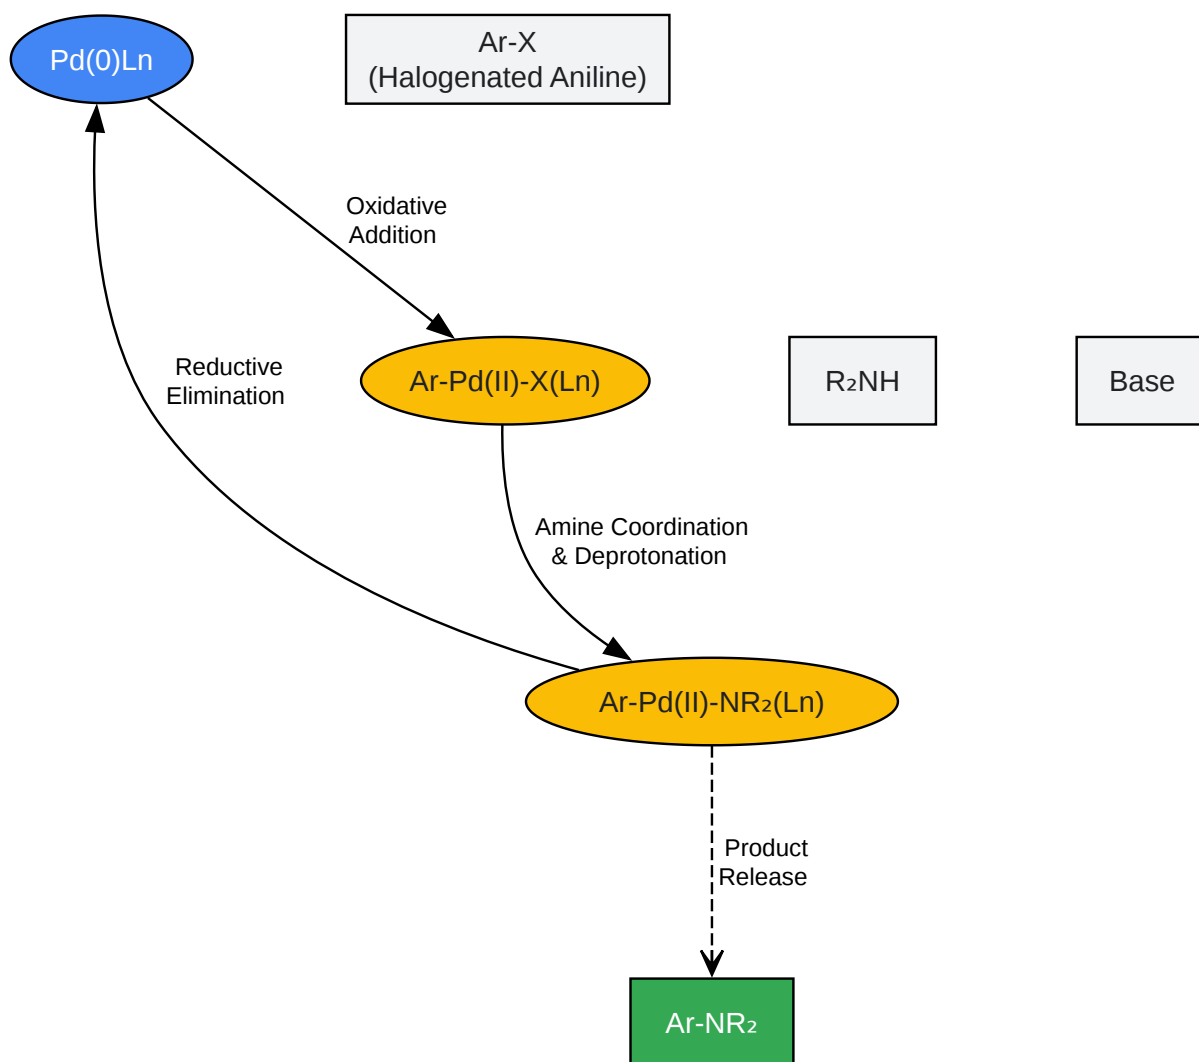 Pd(0)Ln
Ar-X
(Halogenated Aniline)
Oxidative
Addition
Reductive
Elimination
Ar-Pd(II)-X(Ln)
R₂NH
Base
Amine Coordination
& Deprotonation
Ar-Pd(II)-NR₂(Ln)
Product
Release
Ar-NR₂